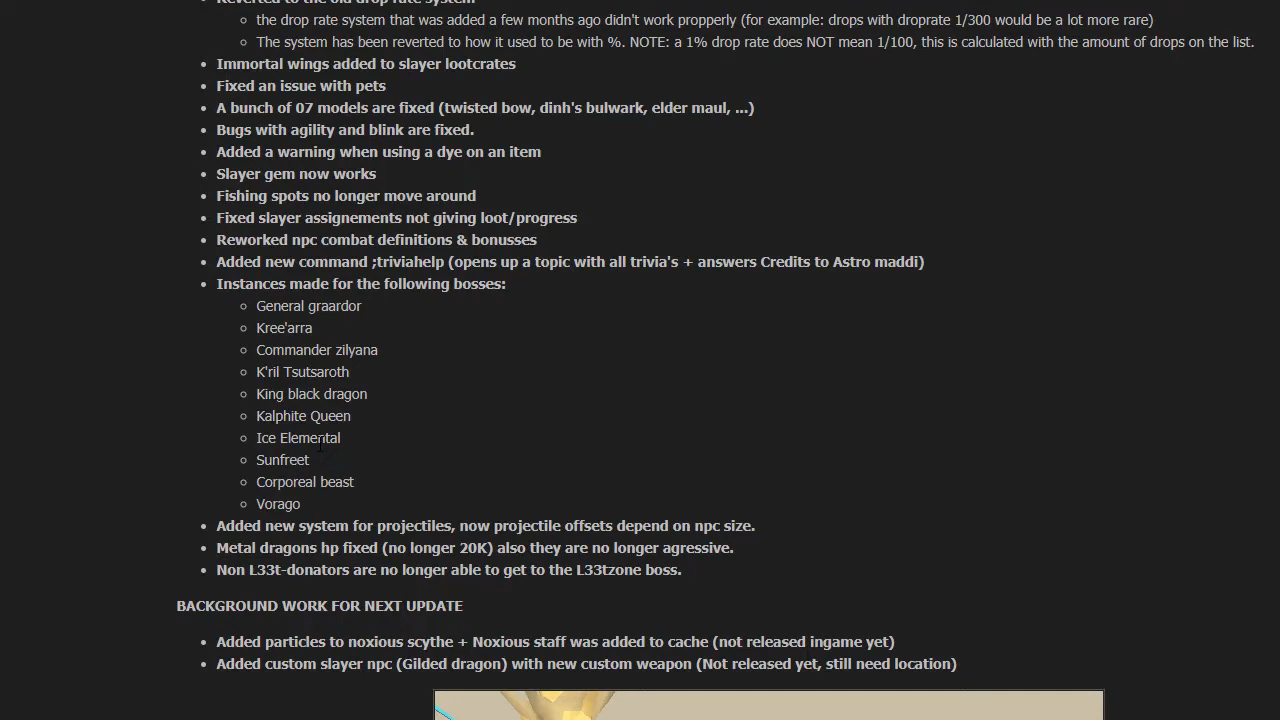 Reverted to the old drop rate system
the drop rate system that was added a few months ago didn't work propperly (for example: drops with droprate 1/300 would be a lot more rare)
The system has been reverted to how it used to be with %. NOTE: a 1% drop rate does NOT mean 1/100, this is calculated with the amount of drops on the list.
Immortal wings added to slayer lootcrates
Fixed an issue with pets
A bunch of 07 models are fixed (twisted bow, dinh's bulwark, elder maul, ...)
Bugs with agility and blink are fixed.
Added a warning when using a dye on an item
Slayer gem now works
Fishing spots no longer move around
Fixed slayer assignements not giving loot/progress
Reworked npc combat definitions & bonusses
Added new command ;triviahelp (opens up a topic with all trivia's + answers Credits to Astro maddi)
Instances made for the following bosses:
General graardor
Kree'arra
Commander zilyana
K'ril Tsutsaroth
King black dragon
Kalphite Queen
Ice Elemental
Sunfreet
Corporeal beast
Vorago
Added new system for projectiles, now projectile offsets depend on npc size.
Metal dragons hp fixed (no longer 20K) also they are no longer agressive.
Non L33t-donators are no longer able to get to the L33tzone boss.
BACKGROUND WORK FOR NEXT UPDATE
Added particles to noxious scythe + Noxious staff was added to cache (not released ingame yet)
Added custom slayer npc (Gilded dragon) with new custom weapon (Not released yet, still need location)